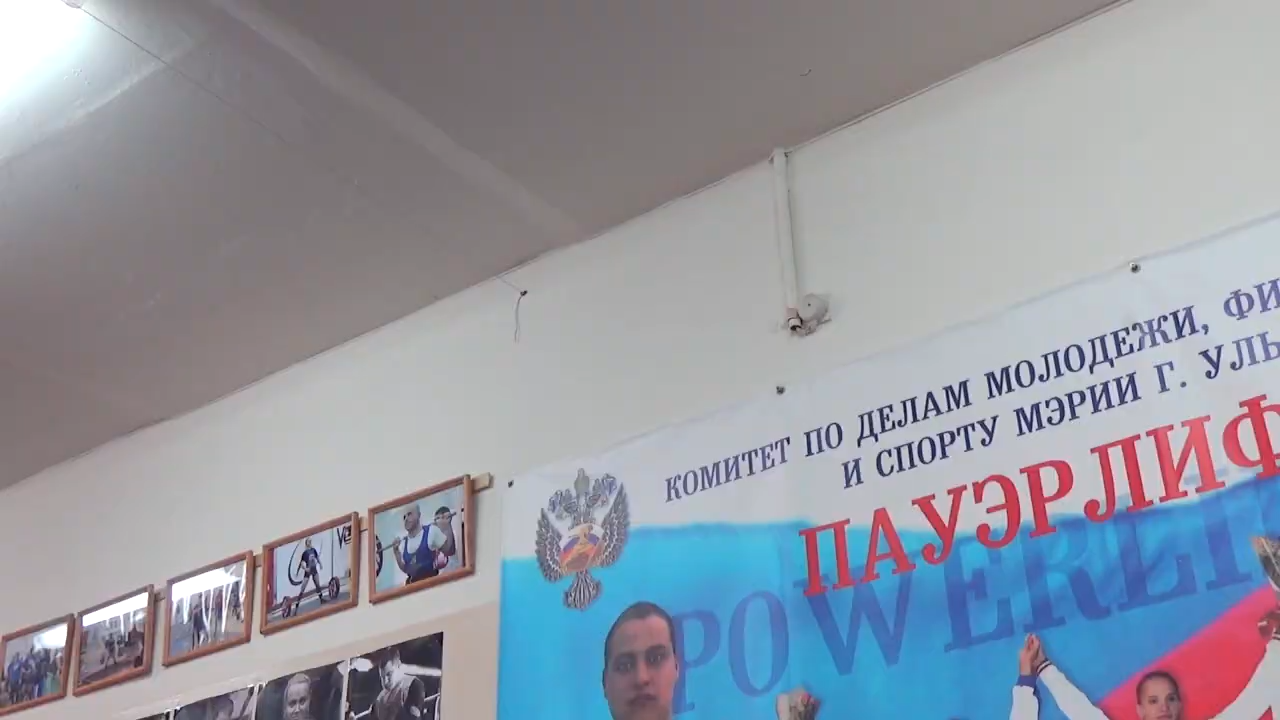 КОМИТЕТ ПО ДЕЛАМ МОЛОДЕЖИ, ФИ
И СПОРТУ МЭРИИ Г. УЛЬ
ПАУЭРЛИФ
POWERLI